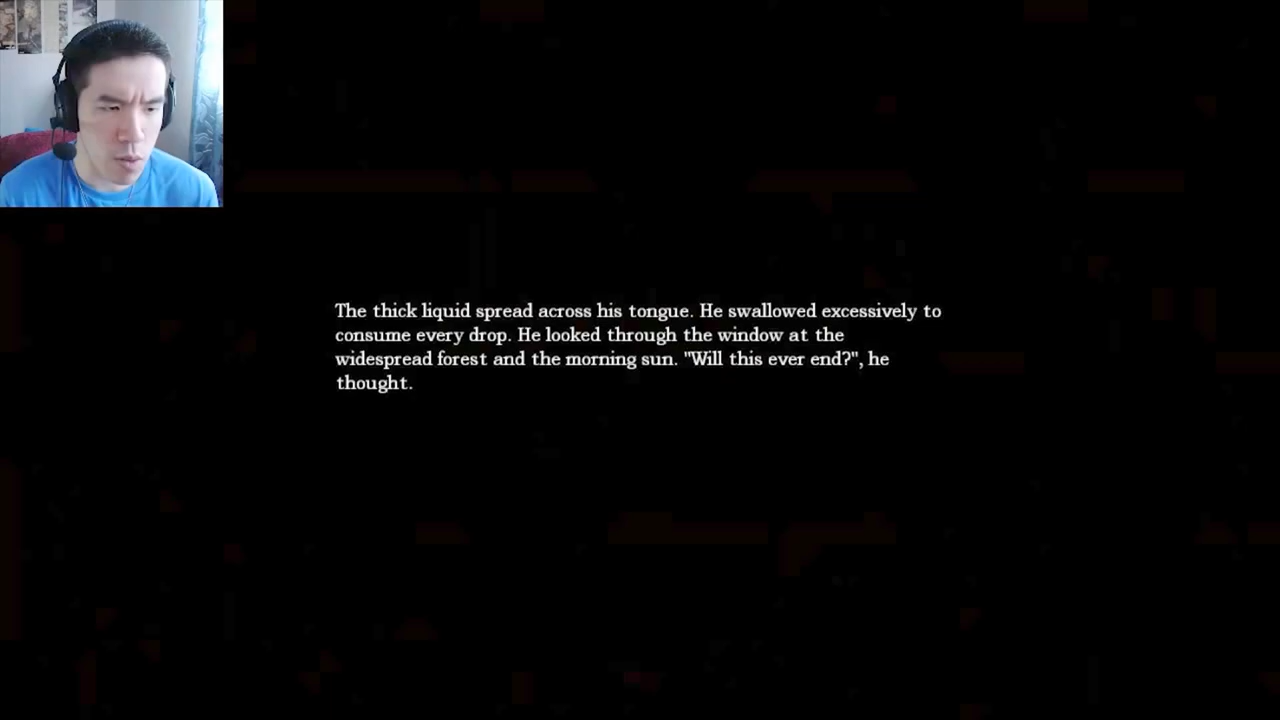 The thick liquid spread across his tongue. He swallowed excessively to
consume every drop. He looked through the window at the
widespread forest and the morning sun. "Will this ever end?", he
thought.